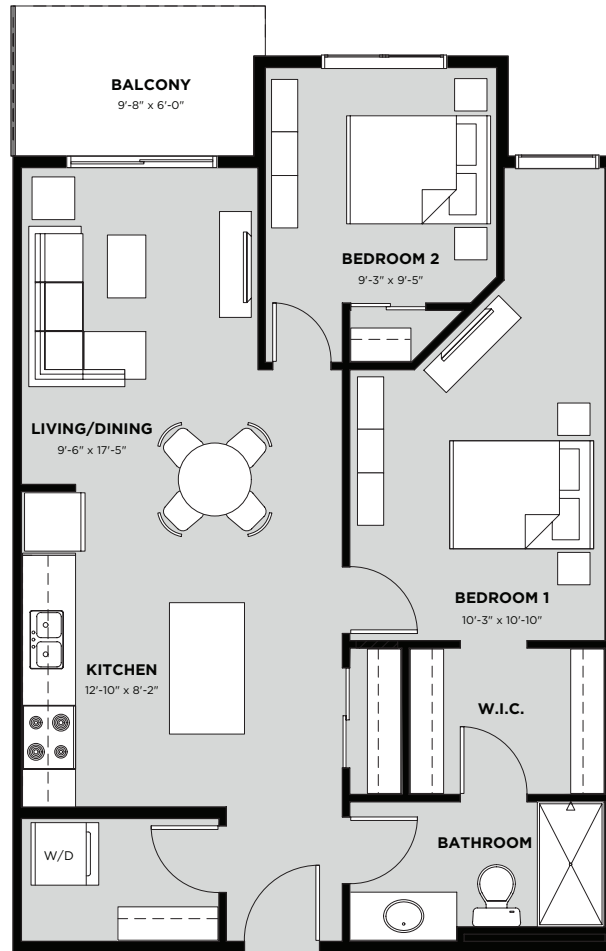 BALCONY
9'-8" x 6'-0"
BEDROOM 2
9'-3" x 9'-5"
LIVING/DINING
9'-6" x 17'-5"
BEDROOM 1
10'-3" x 10'-10"
KITCHEN
12'-10" x 8'-2"
W.I.C.
BATHROOM
W/D